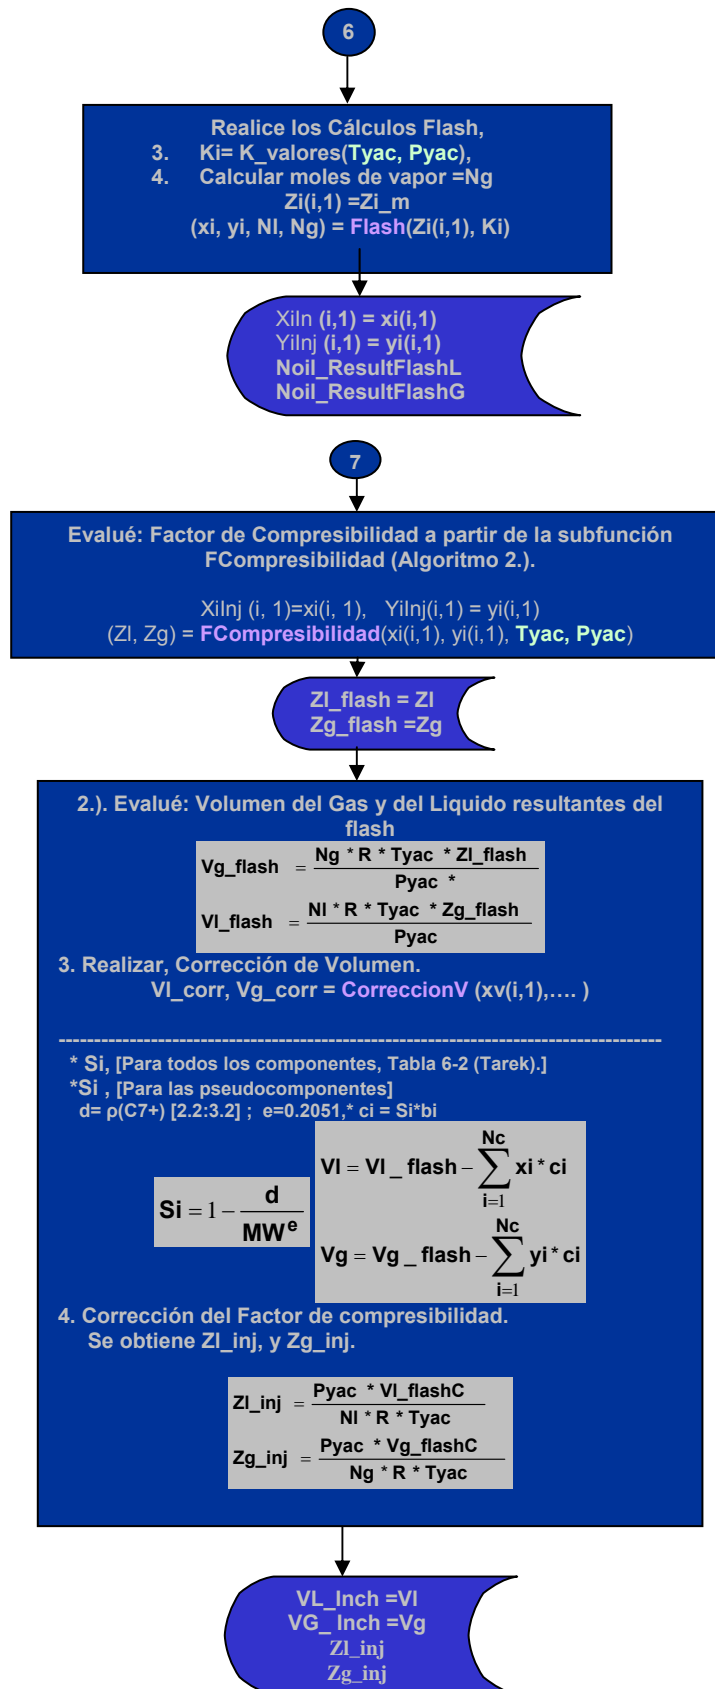 6
Realice los Cálculos Flash,
3. Ki= K_valores(Tyac, Pyac),
4. Calcular moles de vapor =Ng
Zi(i,1) =Zi_m
(xi, yi, Nl, Ng) = Flash(Zi(i,1), Ki)
XiIn (i,1) = xi(i,1)
YiInj (i,1) = yi(i,1)
Noil_ResultFlashL
Noil_ResultFlashG
7
Evalué: Factor de Compresibilidad a partir de la subfunción
FCompresibilidad (Algoritmo 2.).
XiInj (i, 1)=xi(i, 1), YiInj(i,1) = yi(i,1)
(Zl, Zg) = FCompresibilidad(xi(i,1), yi(i,1), Tyac, Pyac)
Zl_flash = Zl
Zg_flash =Zg
2.). Evalué: Volumen del Gas y del Liquido resultantes del
flash
Vg_flash = Ng * R * Tyac * Zl_flash / Pyac *
Vl_flash = Nl * R * Tyac * Zg_flash / Pyac
3. Realizar, Corrección de Volumen.
Vl_corr, Vg_corr = CorreccionV (xv(i,1),.... )
--------------------------------------------------------------------------------------
* Si, [Para todos los componentes, Tabla 6-2 (Tarek).]
*Si , [Para las pseudocomponentes]
d= ρ(C7+) [2.2:3.2] ; e=0.2051,* ci = Si*bi
Si = 1 − d / MW^e
Vl = Vl _ flash − ∑ i=1 Nc xi * ci
Vg = Vg _ flash − ∑ i=1 Nc yi * ci
4. Corrección del Factor de compresibilidad.
Se obtiene Zl_inj, y Zg_inj.
Zl_inj = Pyac * Vl_flashC / Nl * R * Tyac
Zg_inj = Pyac * Vg_flashC / Ng * R * Tyac
VL_Inch =Vl
VG_ Inch =Vg
Zl_inj
Zg_inj